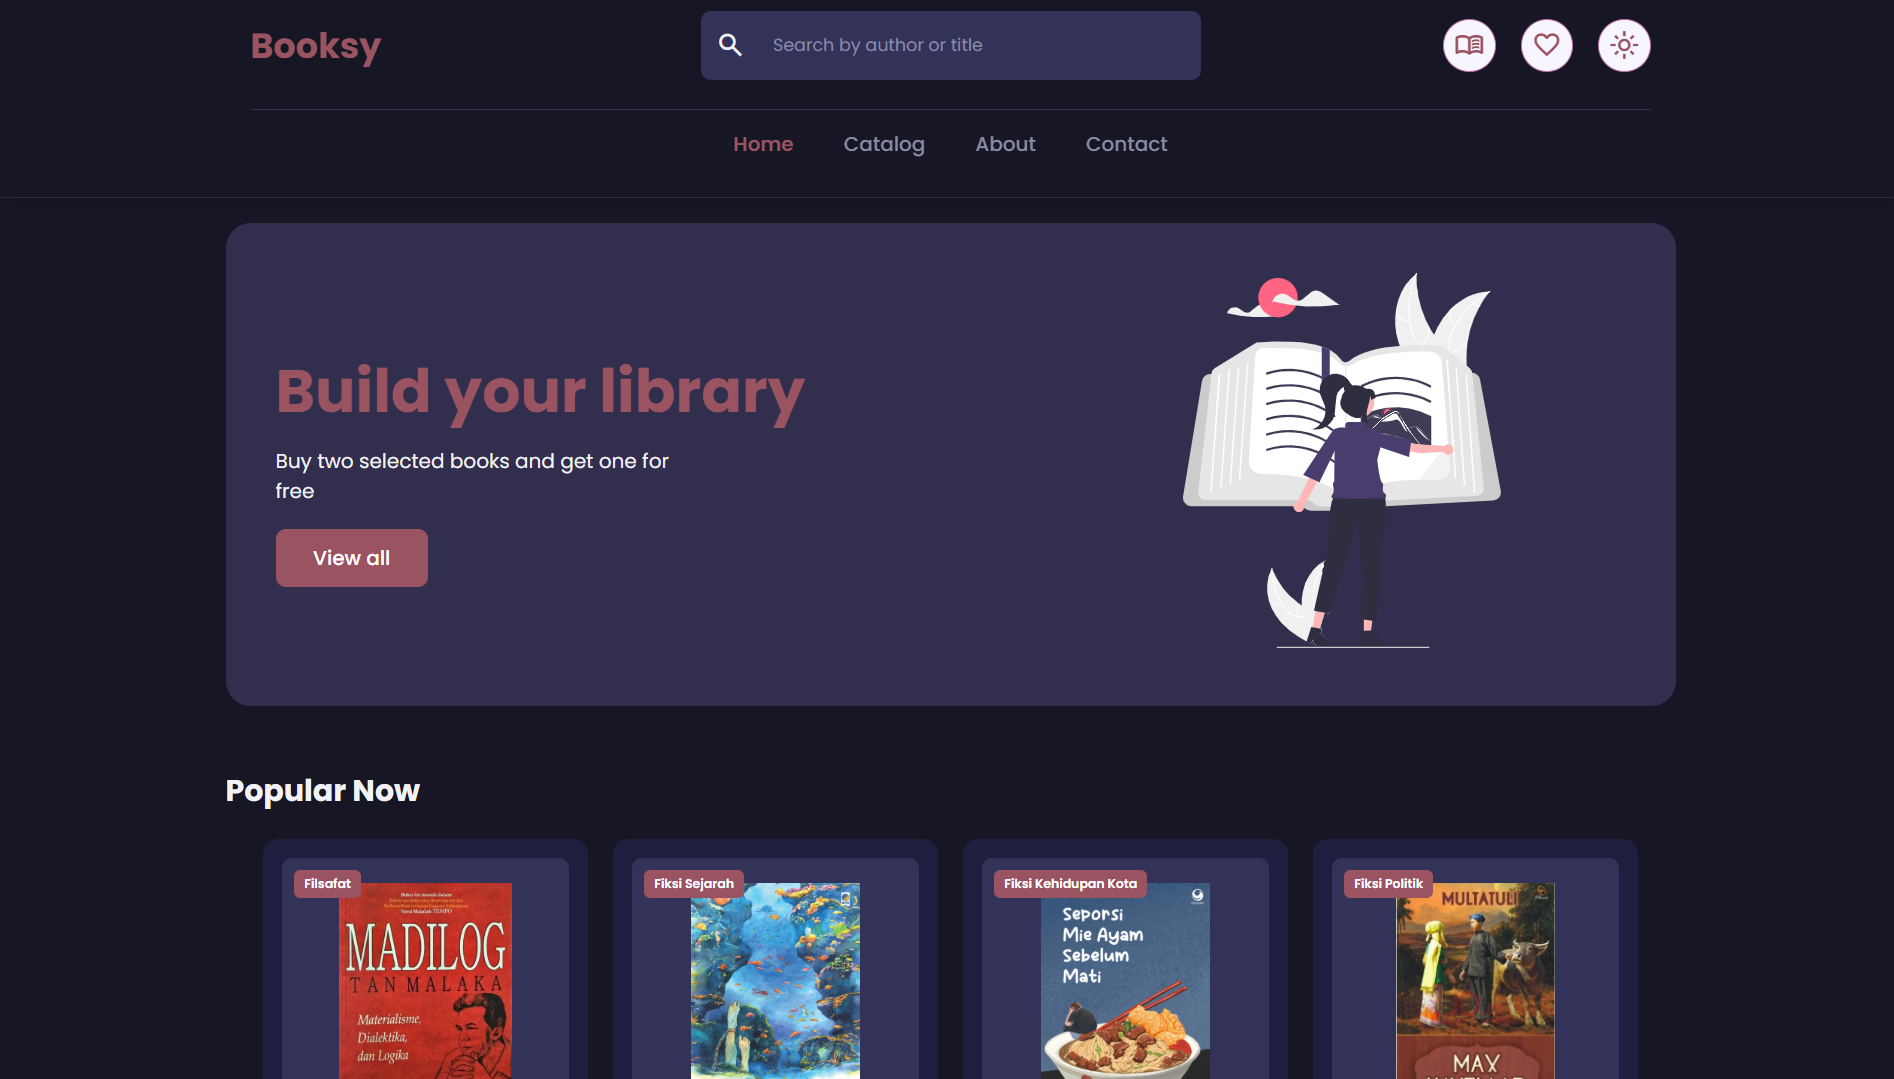 Booksy
Search by author or title
Home
Catalog
About
Contact
Build your library
Buy two selected books and get one for
free
View all
Popular Now
Filsafat
MADILOG
TAN MALAKA
Materialisme,
Dialektika,
dan Logika
Fiksi Sejarah
Fiksi Kehidupan Kota
Seporsi
Mie Ayam
Sebelum
Mati
Fiksi Politik
MULTATULI
MAX